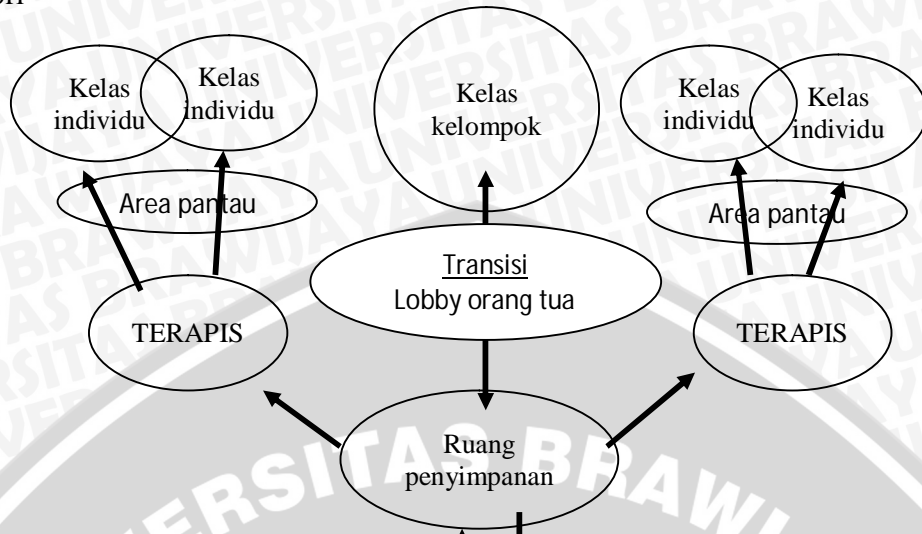 Kelas
individu
Kelas
individu
Kelas
kelompok
Kelas
individu
Kelas
individu
Area pantau
Area pantau
Transisi
Lobby orang tua
TERAPIS
TERAPIS
Ruang
penyimpanan